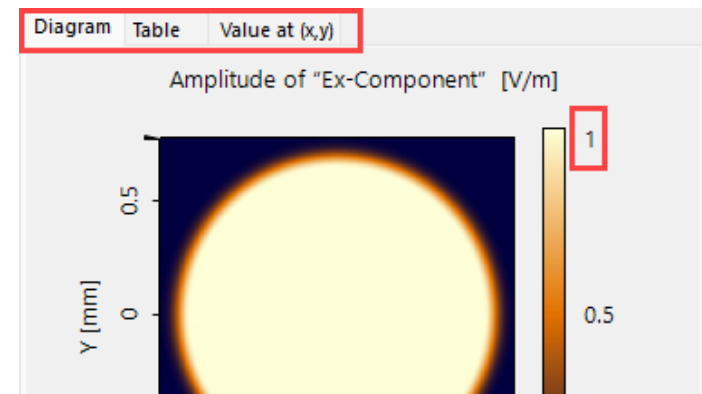 Diagram Table Value at (x,y)
Amplitude of "Ex-Component" [V/m]
1
0.5
0.5
0
Y [mm]